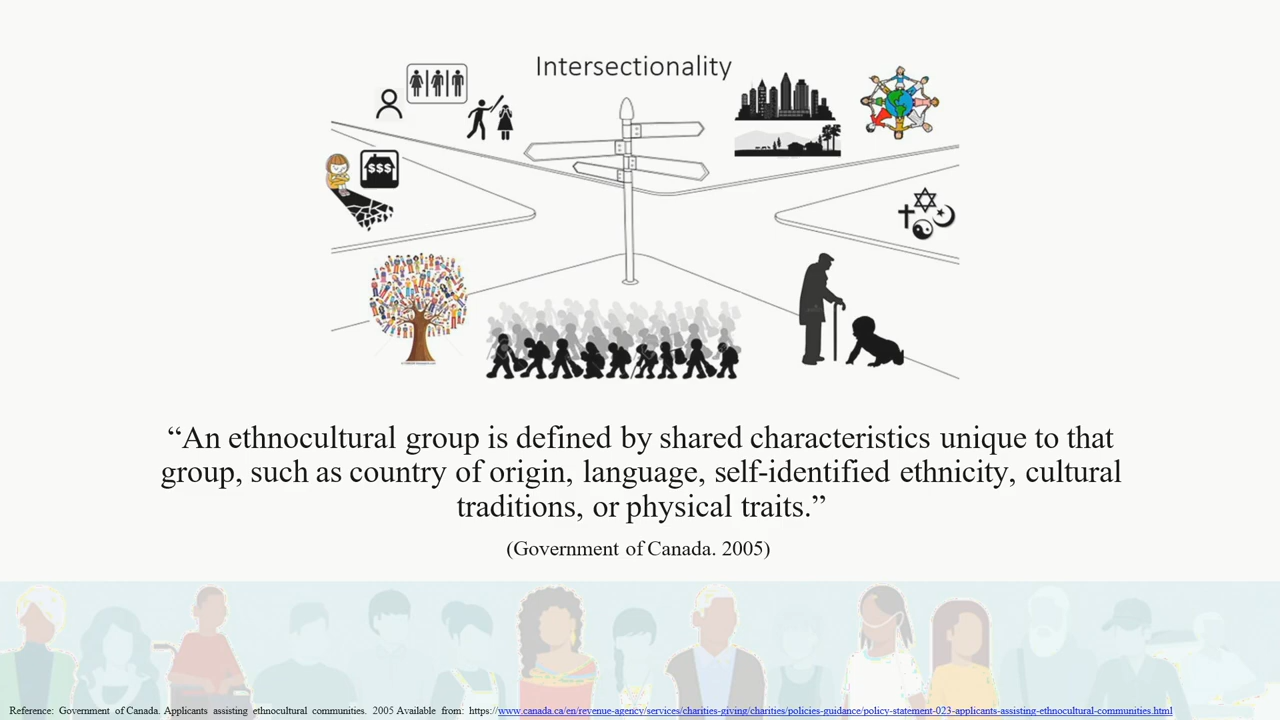 Intersectionality
$$$
“An ethnocultural group is defined by shared characteristics unique to that
group, such as country of origin, language, self-identified ethnicity, cultural
traditions, or physical traits.”
(Government of Canada. 2005)
Reference: Government of Canada. Applicants assisting ethnocultural communities. 2005 Available from: https://www.canada.ca/en/revenue-agency/services/charities-giving/charities/policies-guidance/policy-statement-023-applicants-assisting-ethnocultural-communities.html